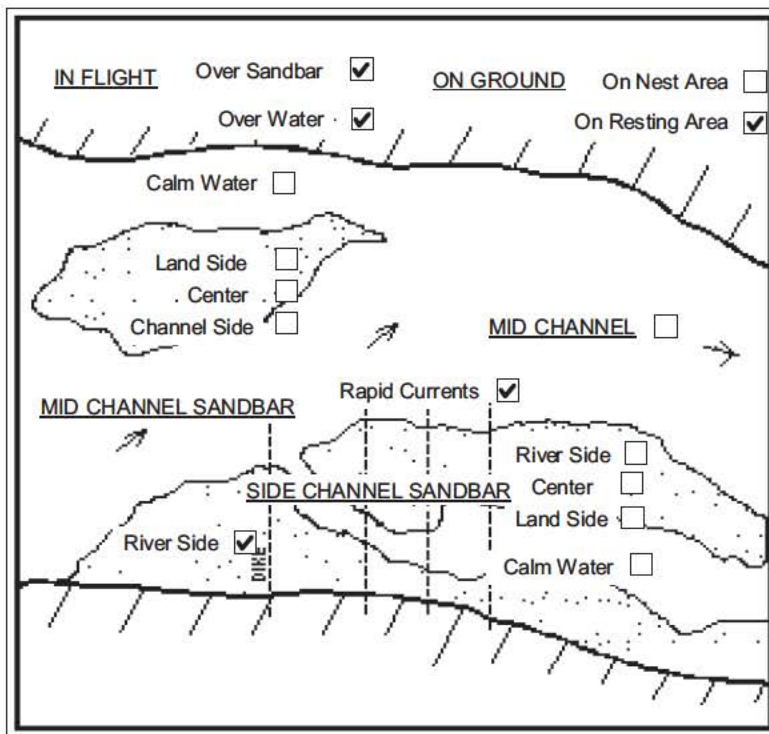 IN FLIGHT Over Sandbar ON GROUND On Nest Area
Over Water On Resting Area
Calm Water
Land Side
Center
Channel Side
MID CHANNEL
Rapid Currents
MID CHANNEL SANDBAR
River Side
SIDE CHANNEL SANDBAR Center
Land Side
River Side
DIKE
Calm Water